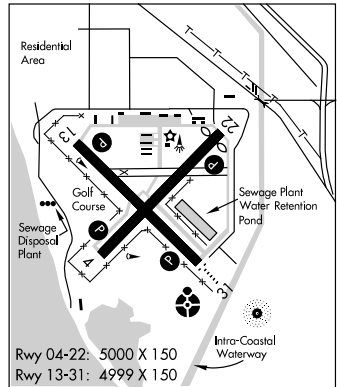 Residential
Area
13
22
P
P
Golf
Course
Sewage Plant
Water Retention
Pond
P
P
Sewage
Disposal
Plant
4
31
Intra-Coastal
Waterway
Rwy 04-22: 5000 X 150
Rwy 13-31: 4999 X 150